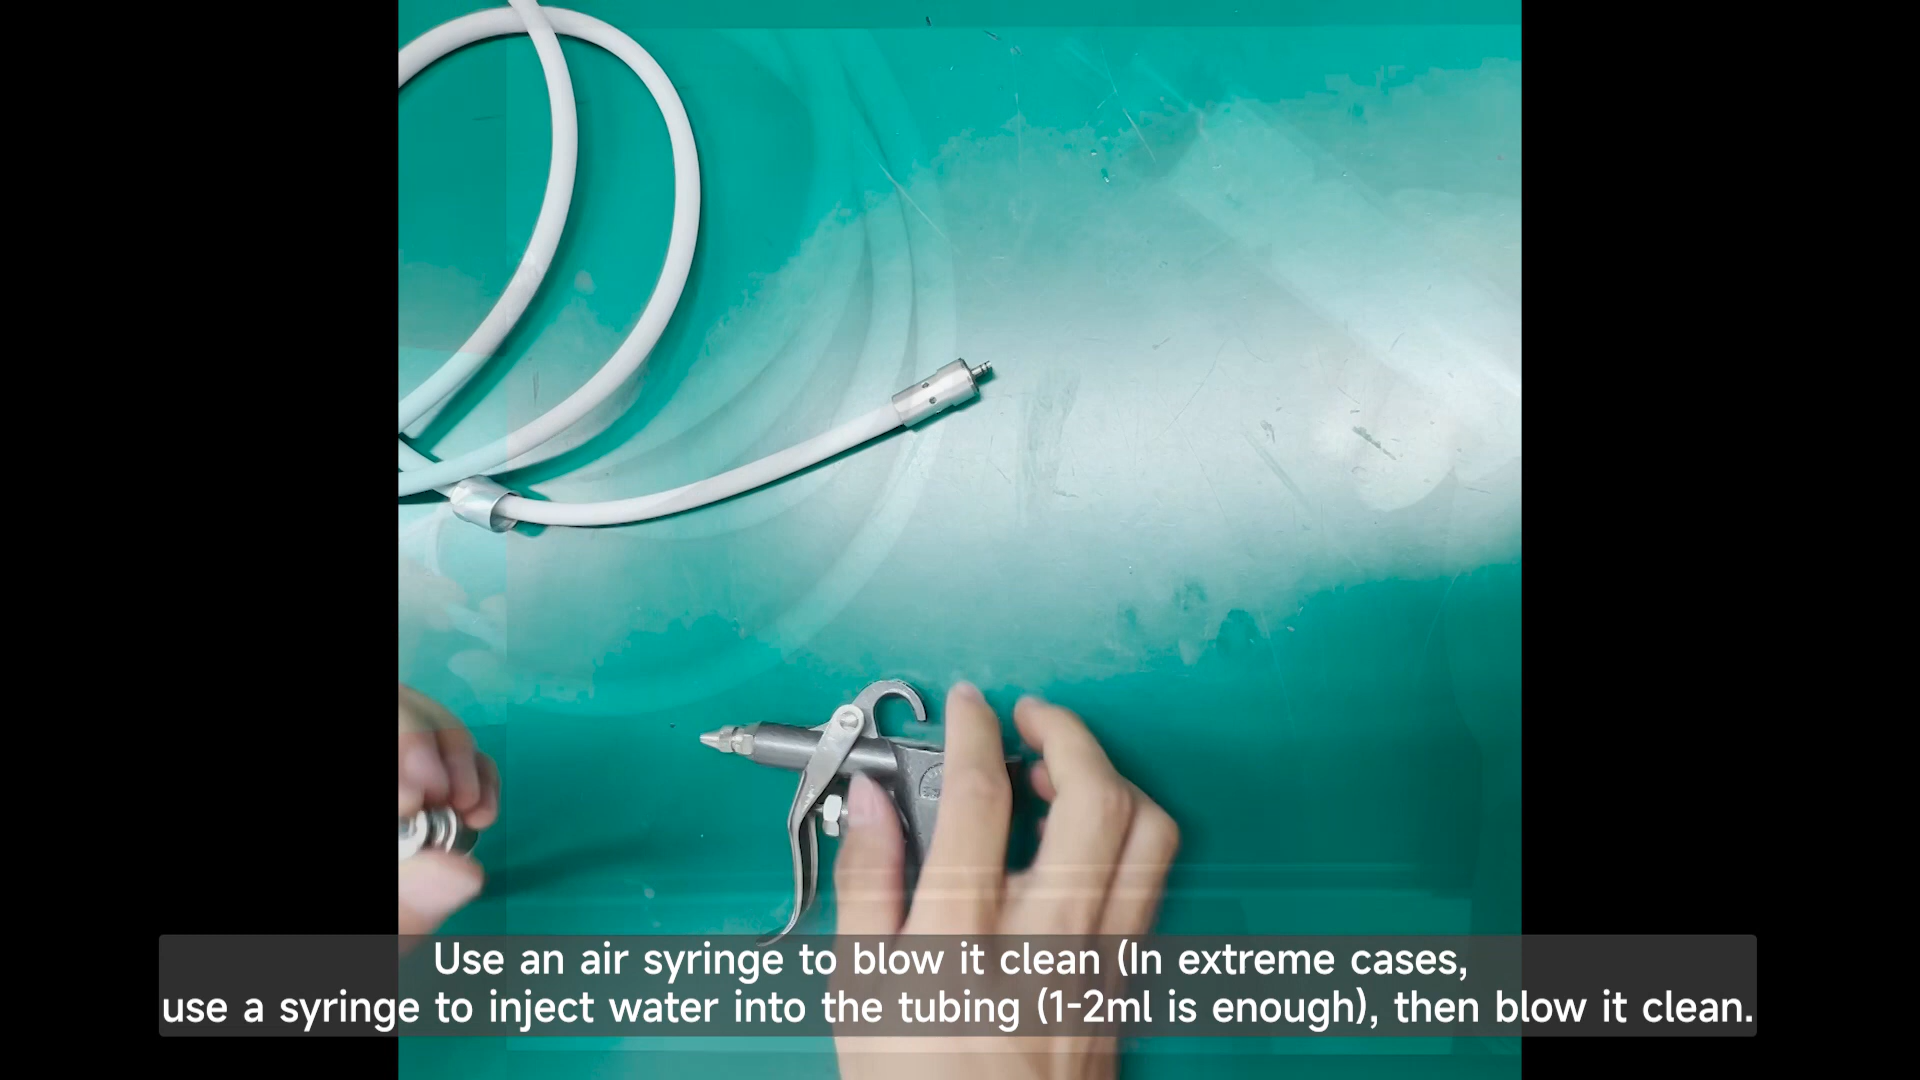 Use an air syringe to blow it clean (In extreme cases,
use a syringe to inject water into the tubing (1-2ml is enough), then blow it clean.